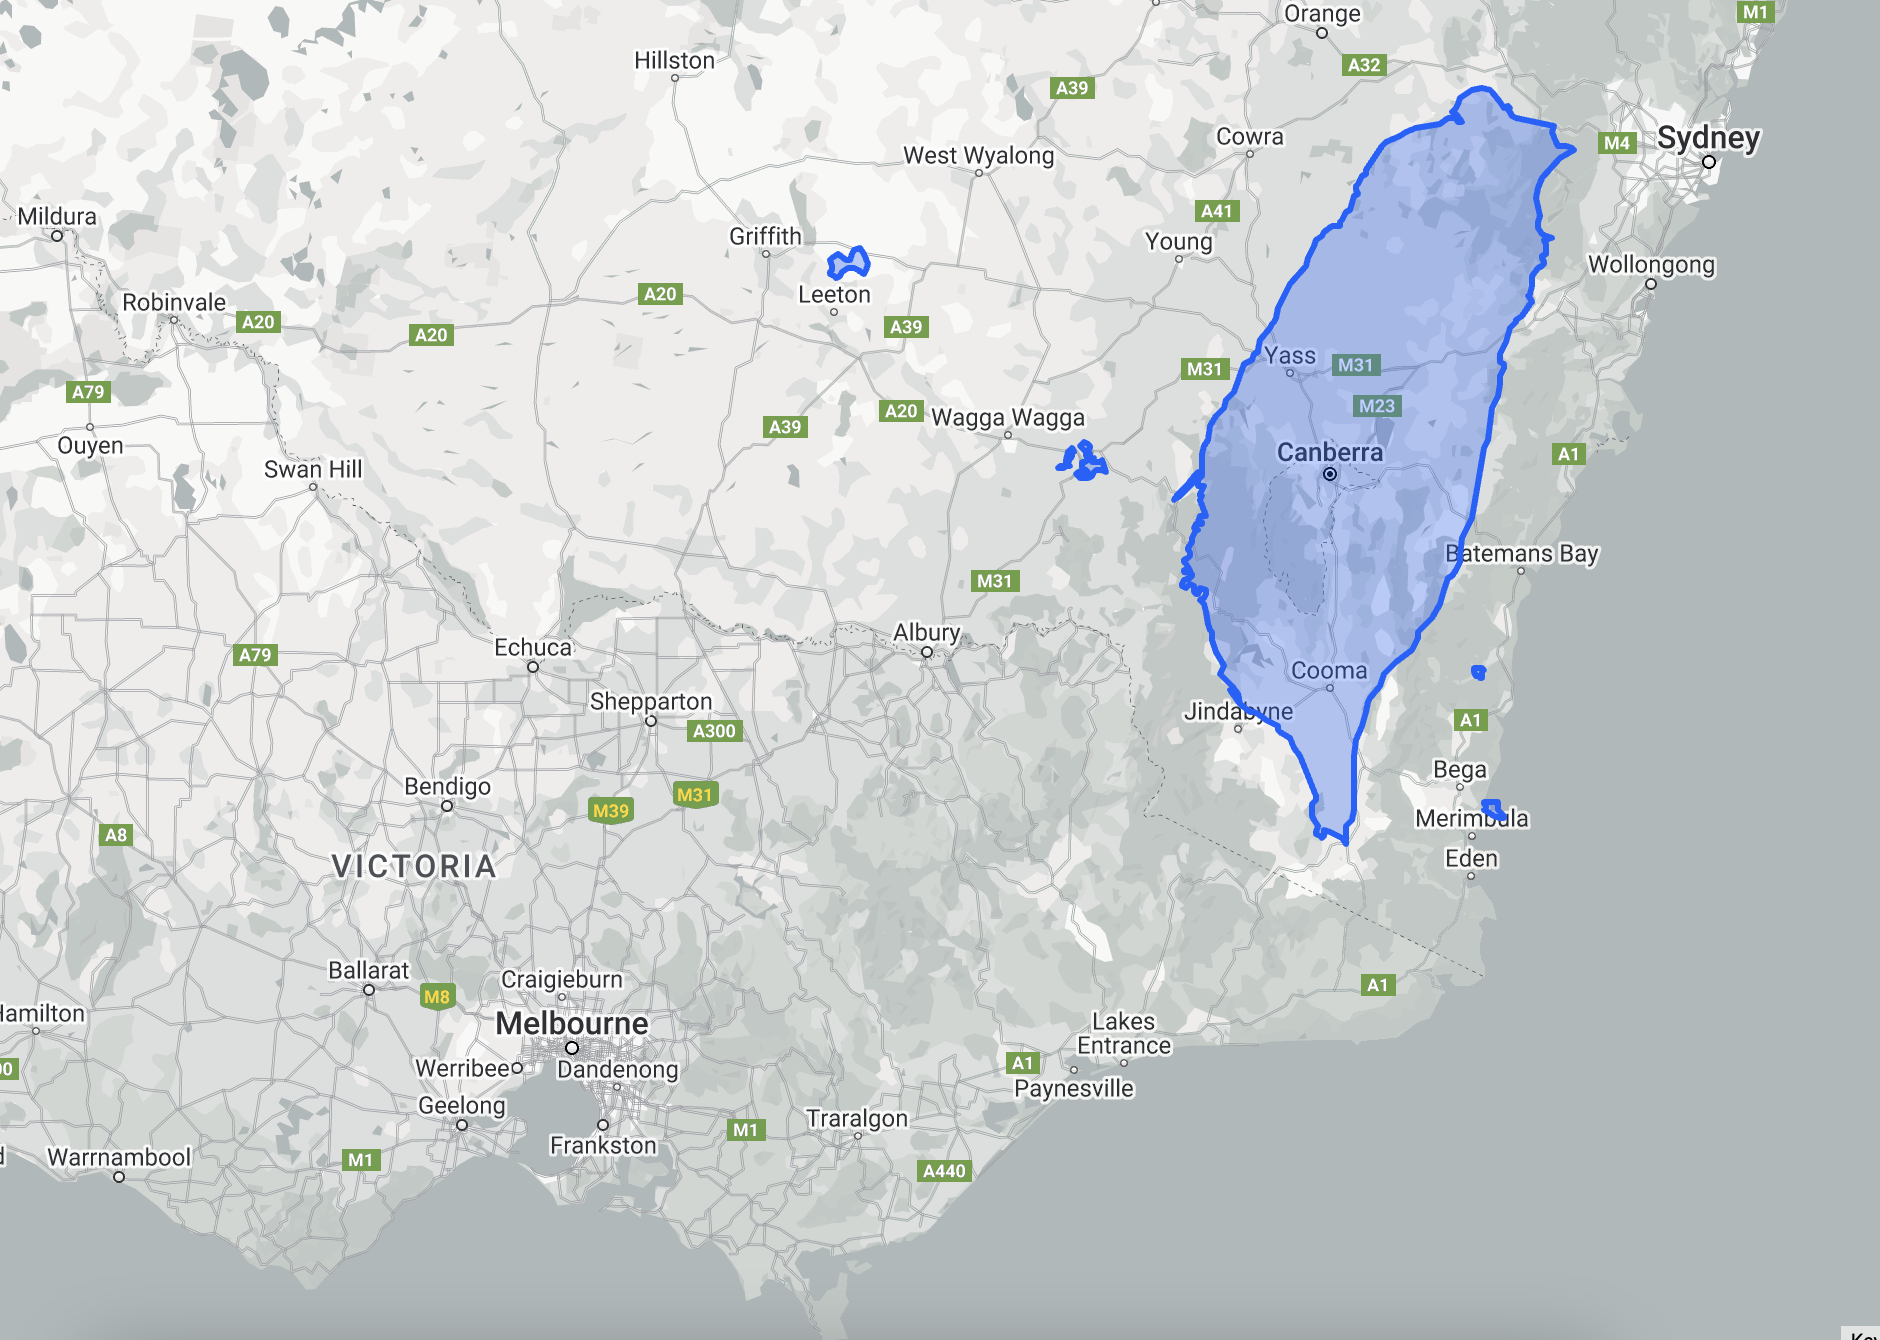 M1
Orange
A32
Hillston
A39
Sydney
M4
Cowra
West Wyalong
Mildura
A41
Griffith
Young
Wollongong
Leeton
A20
Robinvale
A20
A20
A39
Yass
M31
M31
A79
M23
A20
Wagga Wagga
A39
Ouyen
Canberra
A1
Swan Hill
Batemans Bay
M31
Albury
Echuca
A79
Cooma
Shepparton
Jindabyne
A1
A300
Bega
Bendigo
M31
M39
Merimbula
A8
Eden
VICTORIA
Ballarat
Craigieburn
A1
M8
Hamilton
Melbourne
Lakes
Entrance
A1
Werribee
Dandenong
Paynesville
Geelong
Traralgon
M1
Frankston
Warrnambool
M1
A440